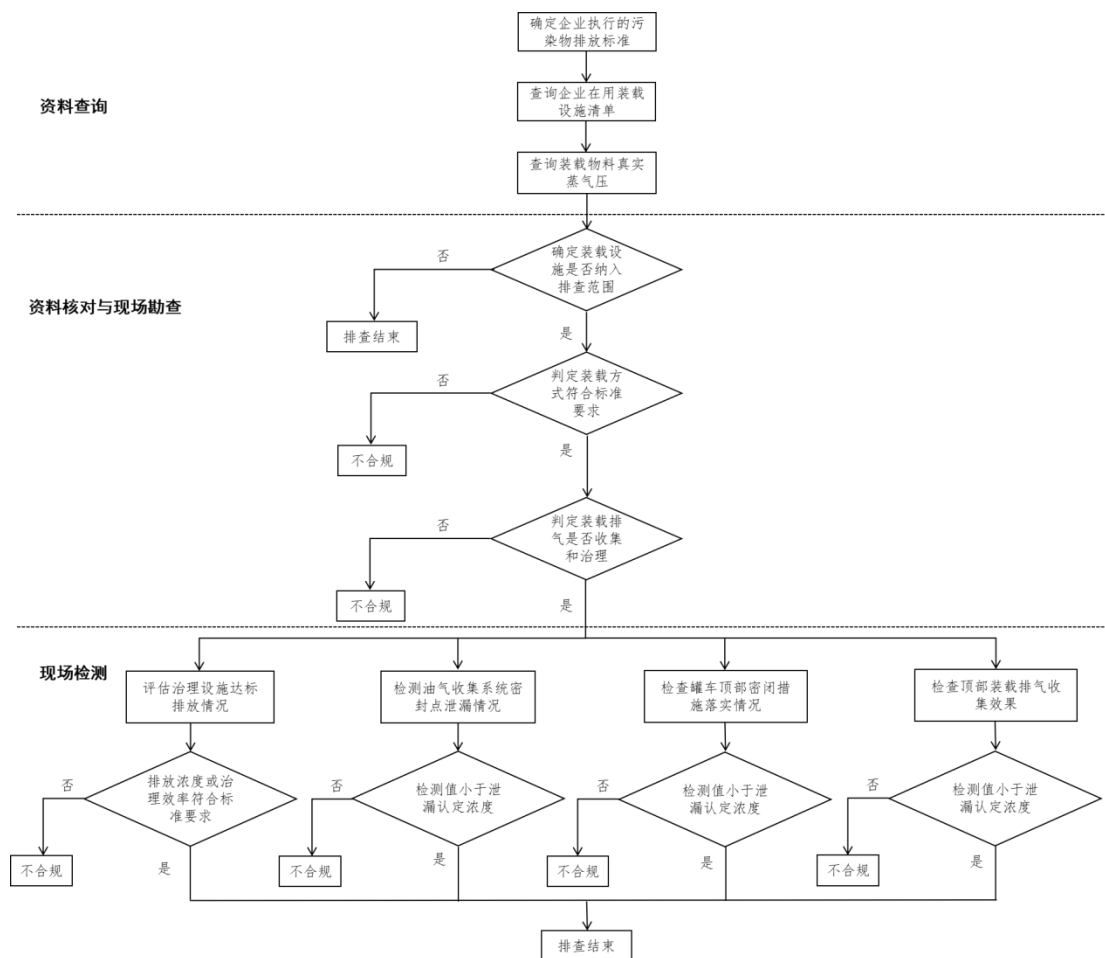 确定企业执行的污
染物排放标准
资料查询
查询企业在用装载
设施清单
查询装载物料真实
蒸气压
否
确定装载设
施是否纳入
排查范围
资料核对与现场勘查
排查结束
是
否
判定装载方
式符合标准
要求
不合规
是
否
判定装载排
气是否收集
和治理
不合规
是
现场检测
评估治理设施达标
排放情况
检测油气收集系统密
封点泄漏情况
检查罐车顶部密闭措
施落实情况
检查顶部装载排气收
集效果
否
排放浓度或治
理效率符合标
准要求
否
检测值小于泄
漏认定浓度
否
检测值小于泄
漏认定浓度
否
检测值小于泄
漏认定浓度
不合规
是
不合规
是
不合规
是
不合规
是
排查结束